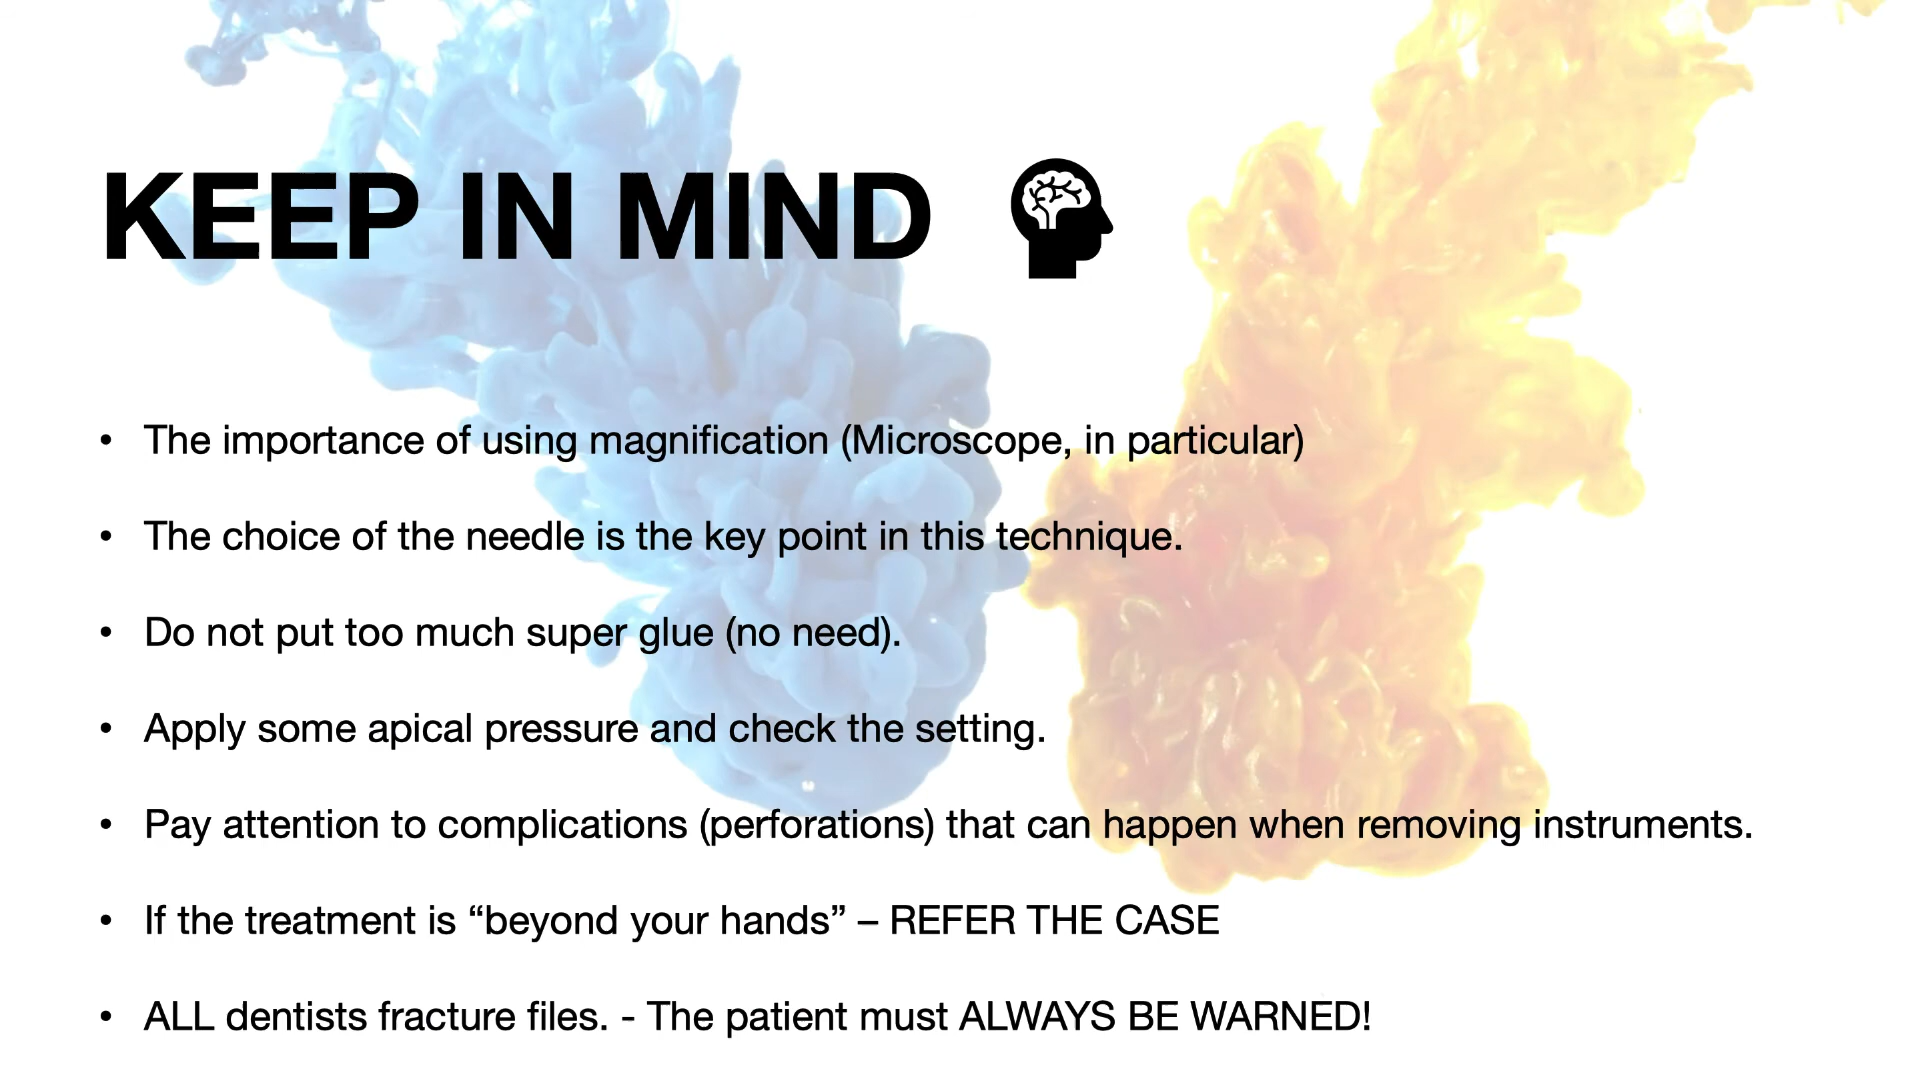 KEEP IN MIND
• The importance of using magnification (Microscope, in particular)
• The choice of the needle is the key point in this technique.
• Do not put too much super glue (no need).
• Apply some apical pressure and check the setting.
• Pay attention to complications (perforations) that can happen when removing instruments.
• If the treatment is “beyond your hands” – REFER THE CASE
• ALL dentists fracture files. - The patient must ALWAYS BE WARNED!